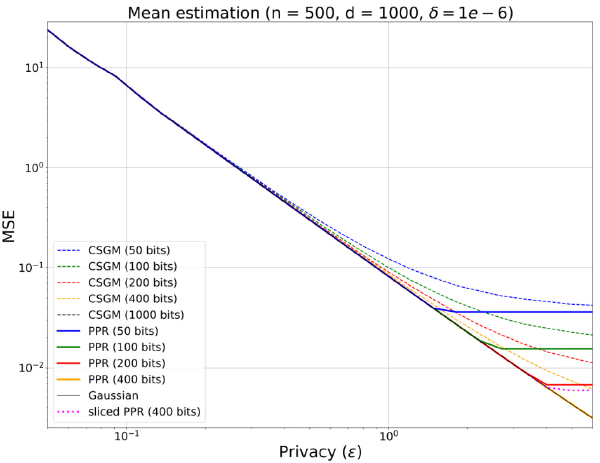 Mean estimation (n = 500, d = 1000, δ = 1e − 6)
MSE
10¹
10⁰
10⁻¹
10⁻²
CSGM (50 bits)
CSGM (100 bits)
CSGM (200 bits)
CSGM (400 bits)
CSGM (1000 bits)
PPR (50 bits)
PPR (100 bits)
PPR (200 bits)
PPR (400 bits)
Gaussian
sliced PPR (400 bits)
10⁻¹ 10⁰
Privacy (ε)